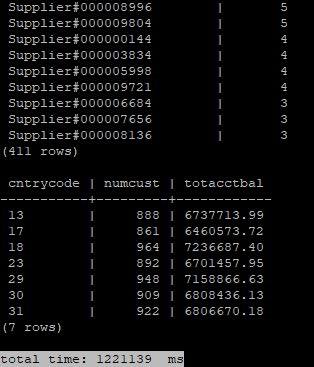 Supplier#000008996 | 5
Supplier#000009804 | 5
Supplier#000000144 | 4
Supplier#000003834 | 4
Supplier#000005998 | 4
Supplier#000009721 | 4
Supplier#000006684 | 3
Supplier#000007656 | 3
Supplier#000008136 | 3
(411 rows)
cntrycode | numcust | totacctbal
-----------+---------+------------
13 | 888 | 6737713.99
17 | 861 | 6460573.72
18 | 964 | 7236687.40
23 | 892 | 6701457.95
29 | 948 | 7158866.63
30 | 909 | 6808436.13
31 | 922 | 6806670.18
(7 rows)
total time: 1221139 ms